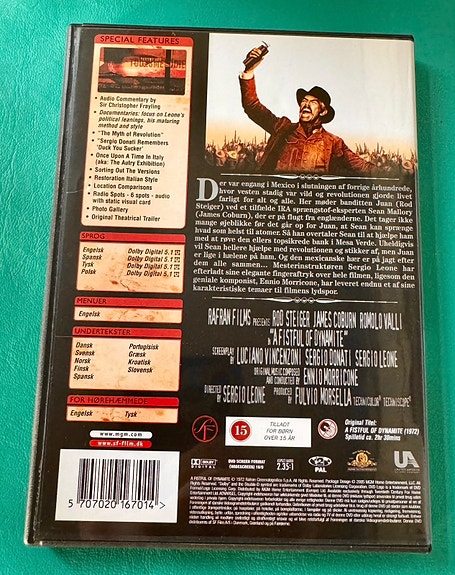 SPECIAL FEATURES
• Audio Commentary by
Sir Christopher Frayling
• Documentaries: focus on Leone's
political leanings, his maturing
method and style
• "The Myth of Revolution"
• "Sergio Donati Remembers
'Duck You Sucker'
• Once Upon A Time In Italy
(aka: The Autry Exhibition)
• Sorting Out The Versions
• Restoration Italian Style
• Location Comparisons
• Radio Spots - 6 spots - audio
with static visual card
• Photo Gallery
• Original Theatrical Trailer
SPROG
Engelsk Dolby Digital 5.1
Spansk Dolby Digital 5.1
Tysk Dolby Digital 5.1
Polsk Dolby Digital 5.1
MENUER
Engelsk
UNDERTEKSTER
Dansk Portugisisk
Svensk Græsk
Norsk Kroatisk
Finsk Slovensk
Spansk
FOR HØREHÆMMEDE
Engelsk Tysk
www.mgm.com
www.sf-film.dk
5 707020 167014 >
Der var engang i Mexico i slutningen af forrige århundrede,
hvor vesten stadig var vild og revolutionen gjorde livet
farligt for alt og alle. Her møder banditten Juan (Rod
Steiger) ved et tilfælde IRA sprængstof-eksperten Sean Mallory
(James Coburn), der er på flugt fra englænderne. Det tager ikke
mange øjeblikke før det går op for Juan, at Sean kan sprænge
hvad som helst til atomer. Så han overtaler Sean til at hjælpe ham
med at røve den ellers topsikrede bank i Mesa Verde. Uheldigvis
vil Sean hellere hjælpe med revolutionen og stikker af, men Juan
er lige i hælene på ham. Og den mexicanske hær er på jagt efter
dem alle sammen... Mesterinstruktøren Sergio Leone har
efterladt sine elegante fingeraftryk over hele filmen, ligesom den
geniale komponist, Ennio Morricone, har leveret endnu et af sine
karakteristiske temaer til filmens lydspor.
RAFRAN FILMS PRESENTS ROD STEIGER JAMES COBURN ROMOLO VALLI
"A FISTFUL OF DYNAMITE"
SCREENPLAY BY LUCIANO VINCENZONI SERGIO DONATI SERGIO LEONE
ORIGINAL MUSIC COMPOSED AND CONDUCTED BY ENNIO MORRICONE
DIRECTED BY SERGIO LEONE PRODUCED BY FULVIO MORSELLA TECHNICOLOR TECHNISCOPE
15
TILLADT
FOR BØRN
OVER 15 ÅR
Original Titel:
A FISTFUL OF DYNAMITE (1972)
Spilletid ca. 2hr 30mins
DOLBY DIGITAL
DVD SCREEN FORMAT
(WIDESCREEN) 16/9
2.35:1
2
PAL
UA